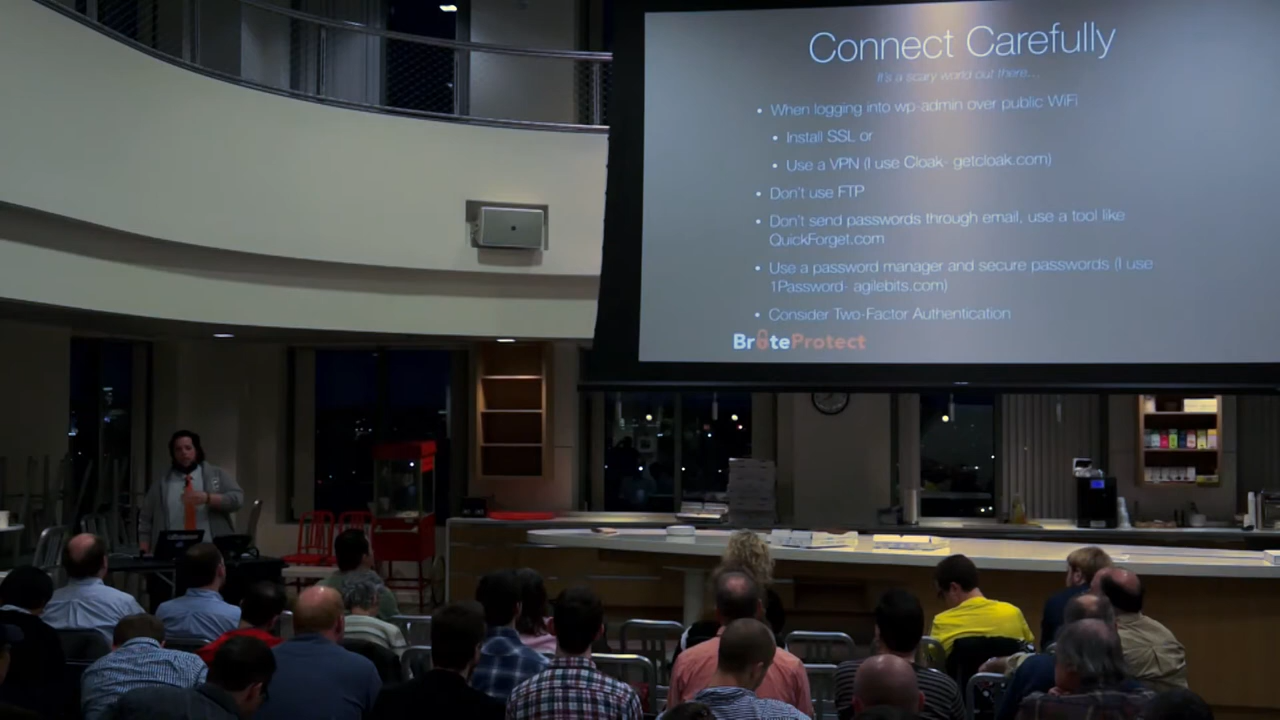 Connect Carefully
It's a scary world out there...
• When logging into wp-admin over public WiFi
• Install SSL or
• Use a VPN (I use Cloak- getcloak.com)
• Don't use FTP
• Don't send passwords through email, use a tool like
QuickForget.com
• Use a password manager and secure passwords (I use
1Password- agilebits.com)
• Consider Two-Factor Authentication
BruteProtect